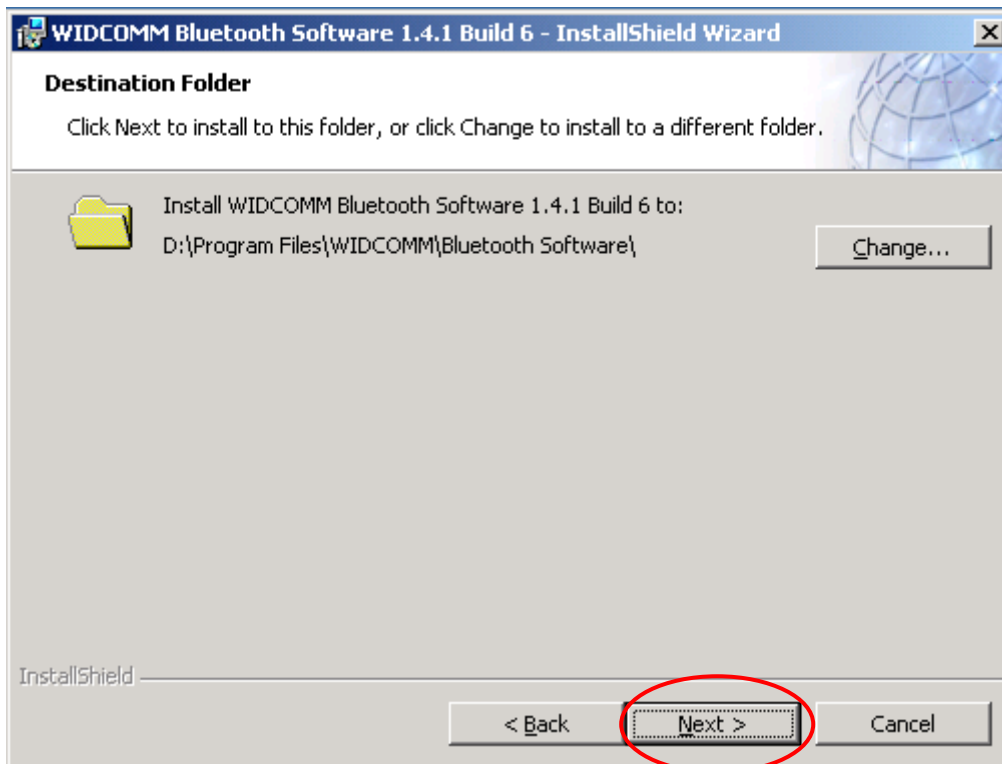 WIDCOMM Bluetooth Software 1.4.1 Build 6 - InstallShield Wizard
Destination Folder
Click Next to install to this folder, or click Change to install to a different folder.
Install WIDCOMM Bluetooth Software 1.4.1 Build 6 to:
D:\Program Files\WIDCOMM\Bluetooth Software\
Change...
InstallShield
< Back
Next >
Cancel